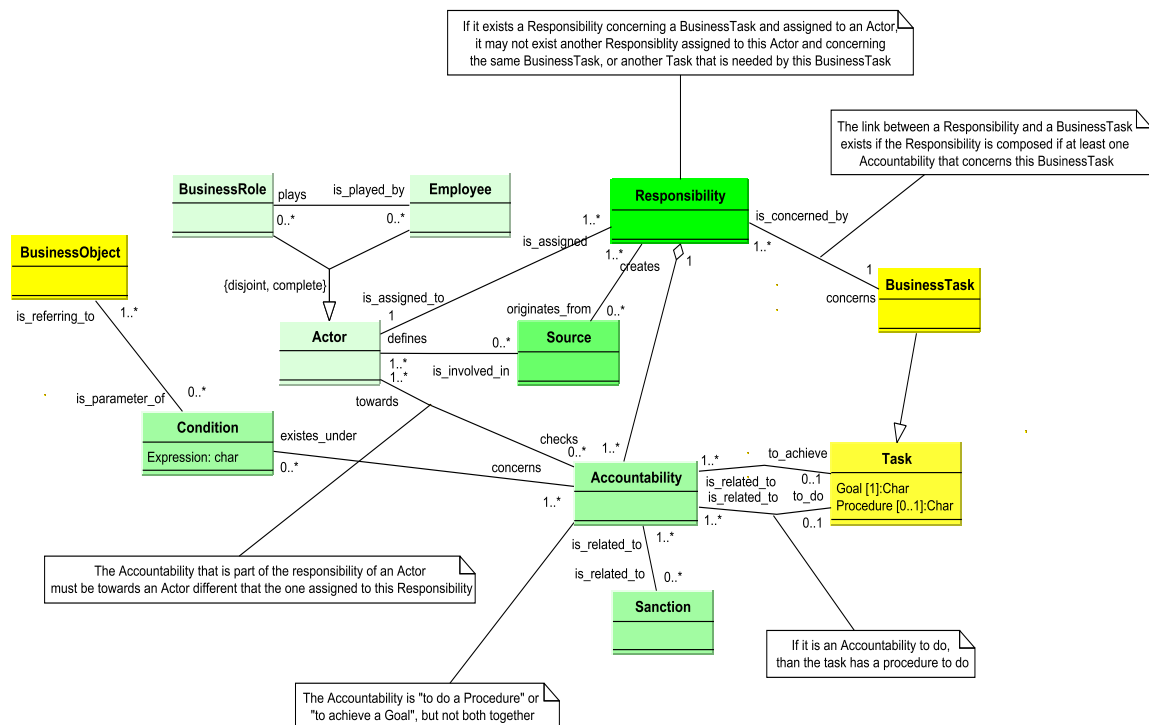 If it exists a Responsibility concerning a BusinessTask and assigned to an Actor,
it may not exist another Responsiblity assigned to this Actor and concerning
the same BusinessTask, or another Task that is needed by this BusinessTask
The link between a Responsibility and a BusinessTask
exists if the Responsibility is composed if at least one
Accountability that concerns this BusinessTask
BusinessRole
plays
is_played_by
Employee
0..*
0..*
Responsibility
is_concerned_by
1..*
1..*
is_assigned
1..*
creates
1
BusinessObject
{disjoint, complete}
1
BusinessTask
concerns
is_referring_to
1..*
is_assigned_to
1
originates_from
0..*
Actor
defines
0..*
Source
1..*
is_involved_in
1..*
towards
is_parameter_of
0..*
Condition
Expression: char
existes_under
0..*
checks
0..*
1..*
concerns
1..*
Accountability
1..*
to_achieve
0..1
is_related_to
is_related_to
to_do
1..*
0..1
Task
Goal [1]:Char
Procedure [0..1]:Char
1..*
is_related_to
is_related_to
0..*
Sanction
The Accountability that is part of the responsibility of an Actor
must be towards an Actor different that the one assigned to this Responsibility
If it is an Accountability to do,
than the task has a procedure to do
The Accountability is "to do a Procedure" or
"to achieve a Goal", but not both together